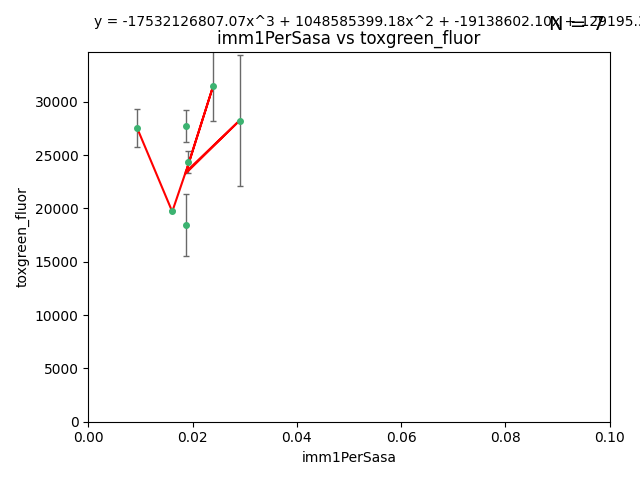 y = -17532126807.07x^3 + 1048585399.18x^2 + -19138602.10x + 129195.
N = 7
imm1PerSasa vs toxgreen_fluor
toxgreen_fluor
30000
25000
20000
15000
10000
5000
0
0.00 0.02 0.04 0.06 0.08 0.10
imm1PerSasa